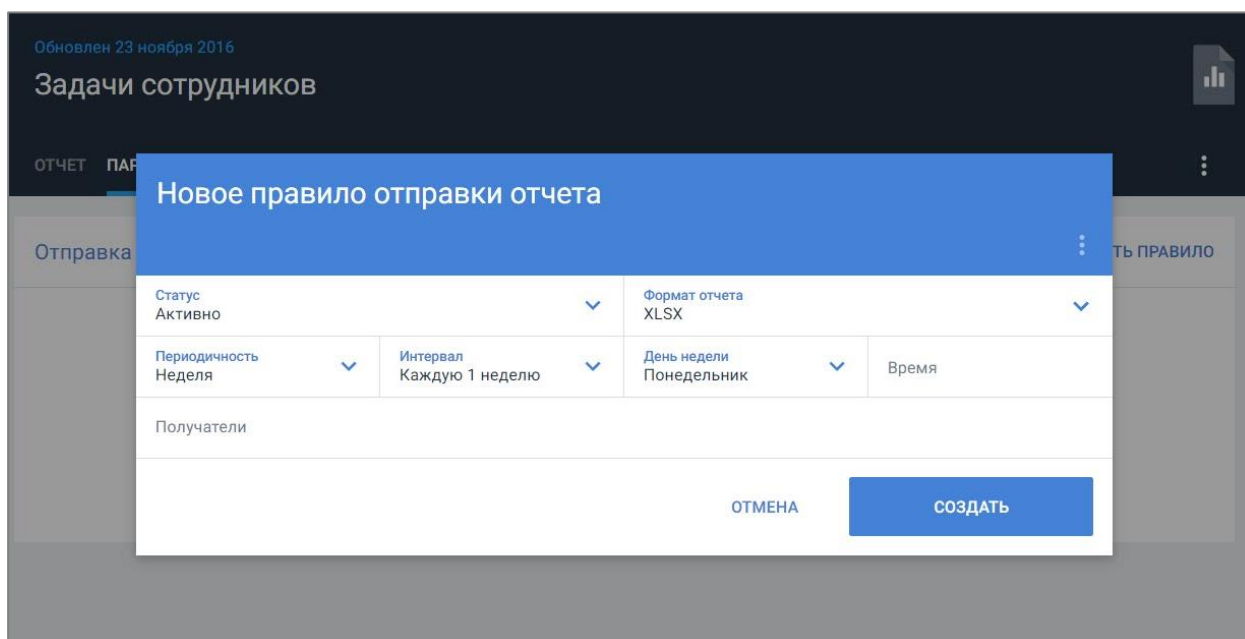 Обновлен 23 ноября 2016
Задачи сотрудников
ОТЧЕТ ПАР
Новое правило отправки отчета
Отправка
ТЬ ПРАВИЛО
Статус
Активно
Формат отчета
XLSX
Периодичность
Неделя
Интервал
Каждую 1 неделю
День недели
Понедельник
Время
Получатели
ОТМЕНА
СОЗДАТЬ